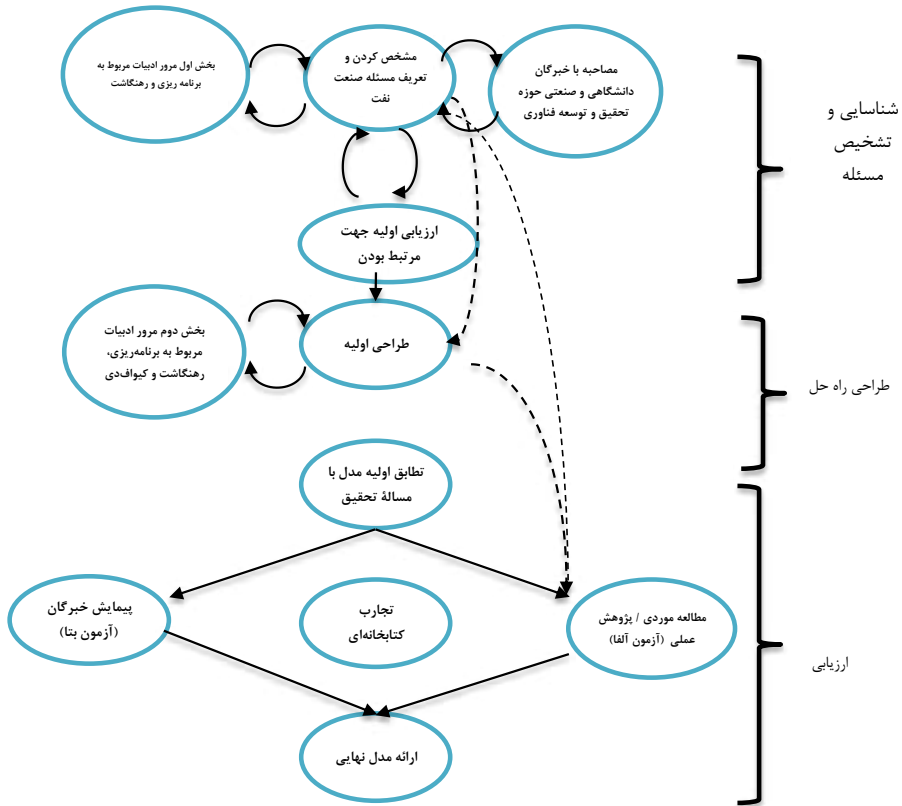 مصاحبه با خبرگان
دانشگاهی و صنعتی حوزه
تحقیق و توسعه فناوری
مشخص کردن و
تعریف مسئله صنعت
نفت
بخش اول مرور ادبیات مربوط به
برنامه ریزی و رهنگاشت
شناسایی و
تشخیص
مسئله
ارزیابی اولیه جهت
مرتبط بودن
طراحی اولیه
بخش دوم مرور ادبیات
مربوط به برنامه‌ریزی،
رهنگاشت و کیواف‌دی
طراحی راه حل
تطابق اولیه مدل با
مسالۀ تحقیق
مطالعه موردی / پژوهش
عملی (آزمون آلفا)
تجارب
کتابخانه‌ای
پیمایش خبرگان
(آزمون بتا)
ارزیابی
ارائه مدل نهایی